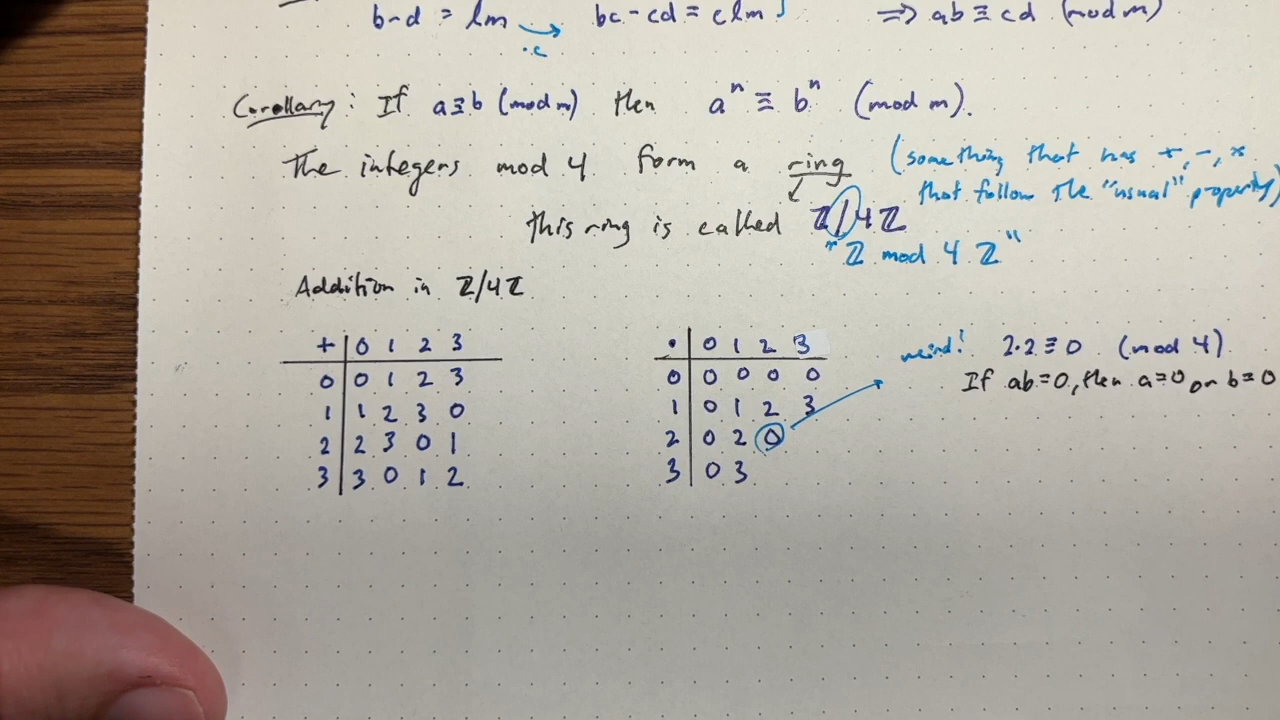 b-d = lm → ·c bc-cd = clm ⇒ ab ≡ cd (mod m)
Corollary: If a≡b (mod m) then aⁿ ≡ bⁿ (mod m).
The integers mod 4 form a ring (something that has +, -, ×
that follow the "usual" property)
this ring is called ℤ/4ℤ
"ℤ mod 4 ℤ"
Addition in ℤ/4ℤ
+ 0 1 2 3
0 0 1 2 3
1 1 2 3 0
2 2 3 0 1
3 3 0 1 2
· 0 1 2 3
0 0 0 0 0
1 0 1 2 3
2 0 2 0
3 0 3
weird! 2·2 ≡ 0 (mod 4)
If ab=0, then a=0 or b=0